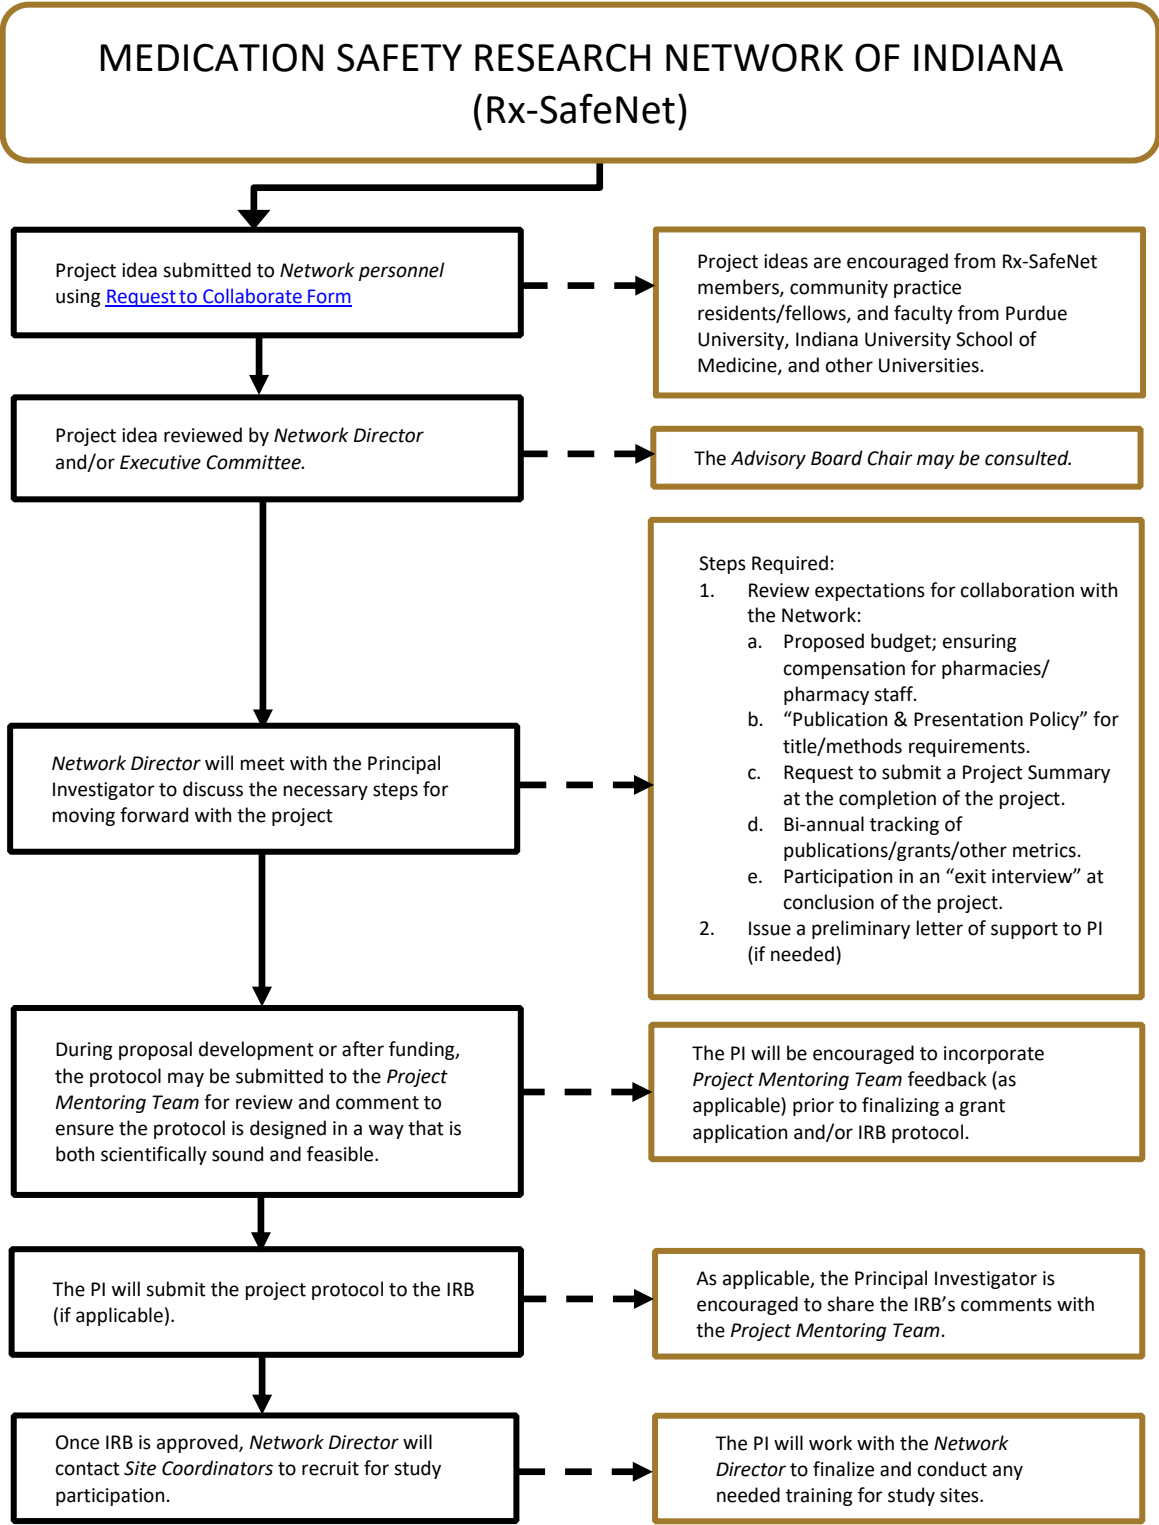 MEDICATION SAFETY RESEARCH NETWORK OF INDIANA
(Rx-SafeNet)
Project idea submitted to Network personnel
using Request to Collaborate Form
Project ideas are encouraged from Rx-SafeNet
members, community practice
residents/fellows, and faculty from Purdue
University, Indiana University School of
Medicine, and other Universities.
Project idea reviewed by Network Director
and/or Executive Committee.
The Advisory Board Chair may be consulted.
Network Director will meet with the Principal
Investigator to discuss the necessary steps for
moving forward with the project
Steps Required:
1. Review expectations for collaboration with
the Network:
a. Proposed budget; ensuring
compensation for pharmacies/
pharmacy staff.
b. “Publication & Presentation Policy” for
title/methods requirements.
c. Request to submit a Project Summary
at the completion of the project.
d. Bi-annual tracking of
publications/grants/other metrics.
e. Participation in an “exit interview” at
conclusion of the project.
2. Issue a preliminary letter of support to PI
(if needed)
During proposal development or after funding,
the protocol may be submitted to the Project
Mentoring Team for review and comment to
ensure the protocol is designed in a way that is
both scientifically sound and feasible.
The PI will be encouraged to incorporate
Project Mentoring Team feedback (as
applicable) prior to finalizing a grant
application and/or IRB protocol.
The PI will submit the project protocol to the IRB
(if applicable).
As applicable, the Principal Investigator is
encouraged to share the IRB’s comments with
the Project Mentoring Team.
Once IRB is approved, Network Director will
contact Site Coordinators to recruit for study
participation.
The PI will work with the Network
Director to finalize and conduct any
needed training for study sites.